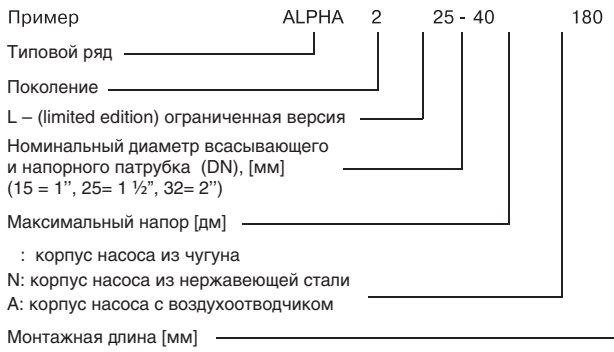 Пример ALPHA 2 25 - 40 180
Типовой ряд
Поколение
L – (limited edition) ограниченная версия
Номинальный диаметр всасывающего
и напорного патрубка (DN), [мм]
(15 = 1’’, 25= 1 ½”, 32= 2’’)
Максимальный напор [дм]
: корпус насоса из чугуна
N: корпус насоса из нержавеющей стали
A: корпус насоса с воздухоотводчиком
Монтажная длина [мм]